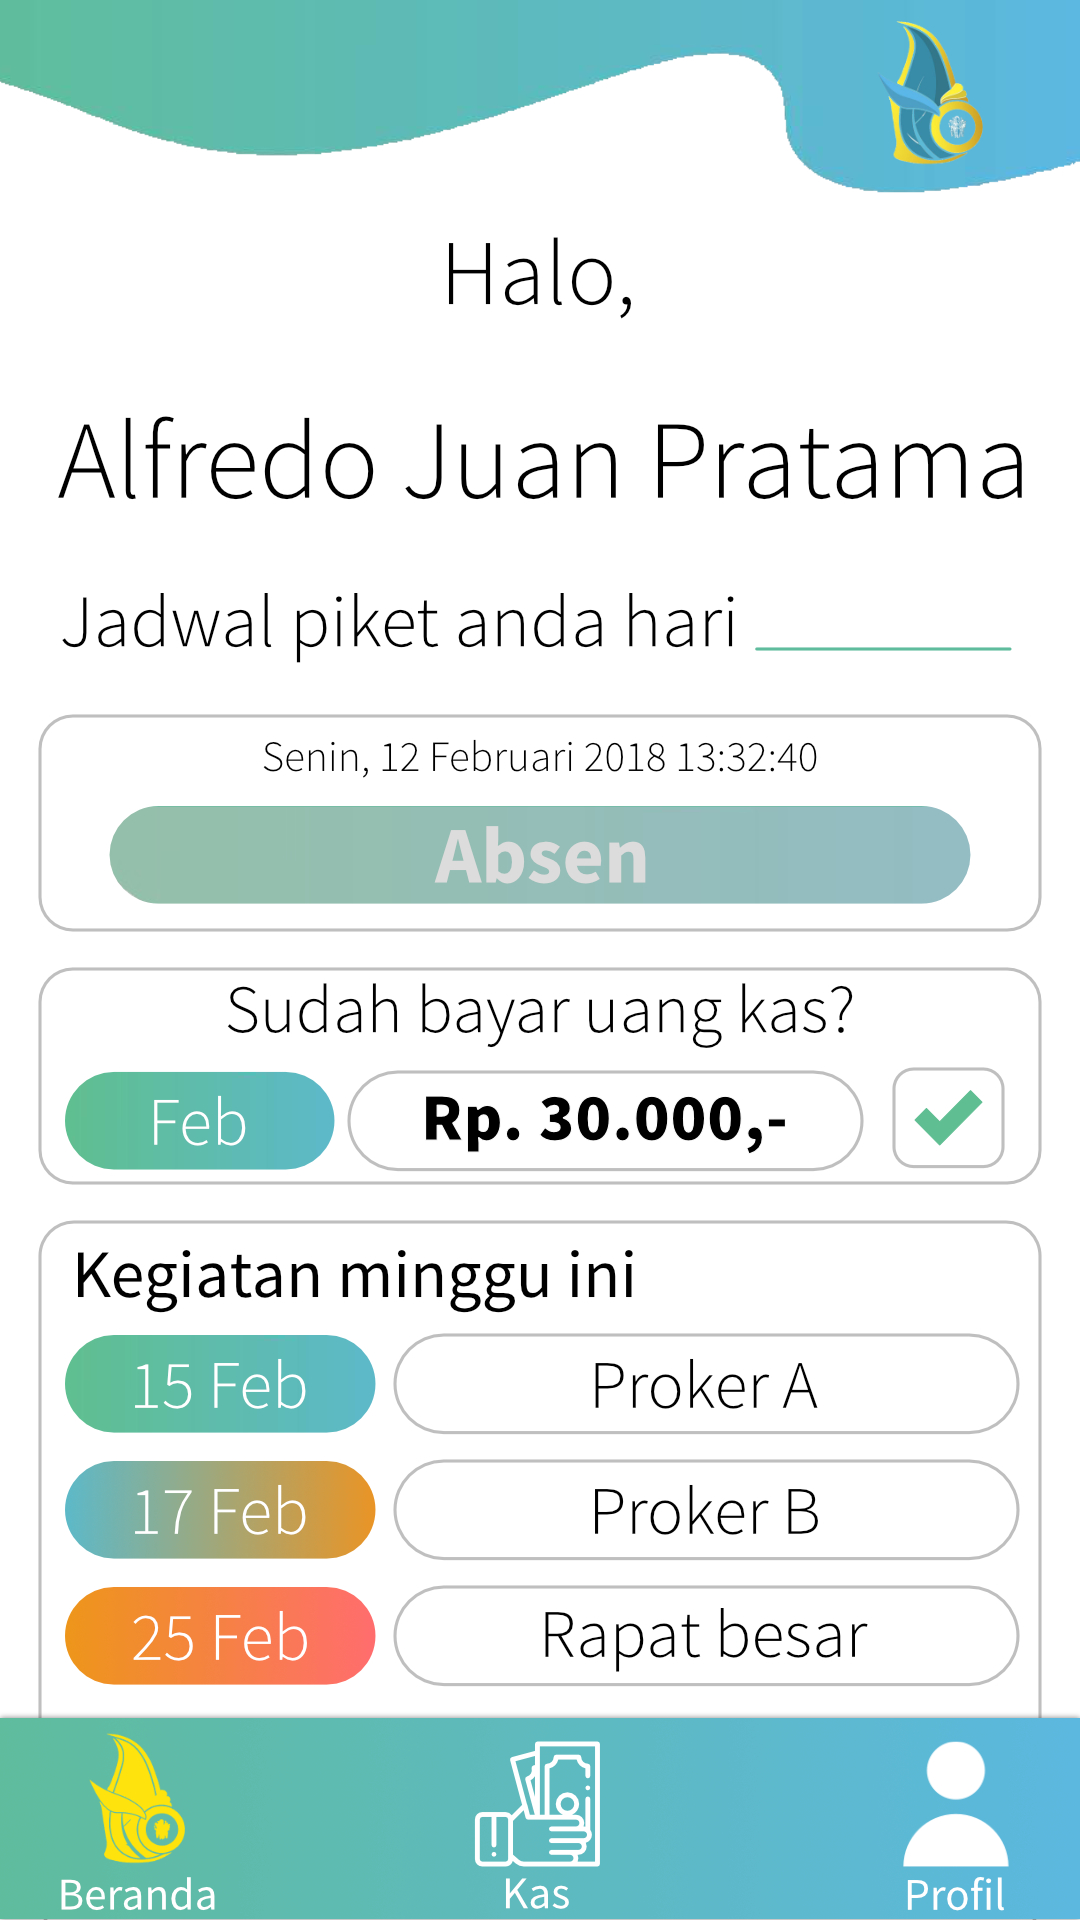 Halo,
Alfredo Juan Pratama
Jadwal piket anda hari
Senin, 12 Februari 2018 13:32:40
Absen
Sudah bayar uang kas?
Feb
Rp. 30.000,-
Kegiatan minggu ini
15 Feb
Proker A
17 Feb
Proker B
25 Feb
Rapat besar
Beranda
Kas
Profil